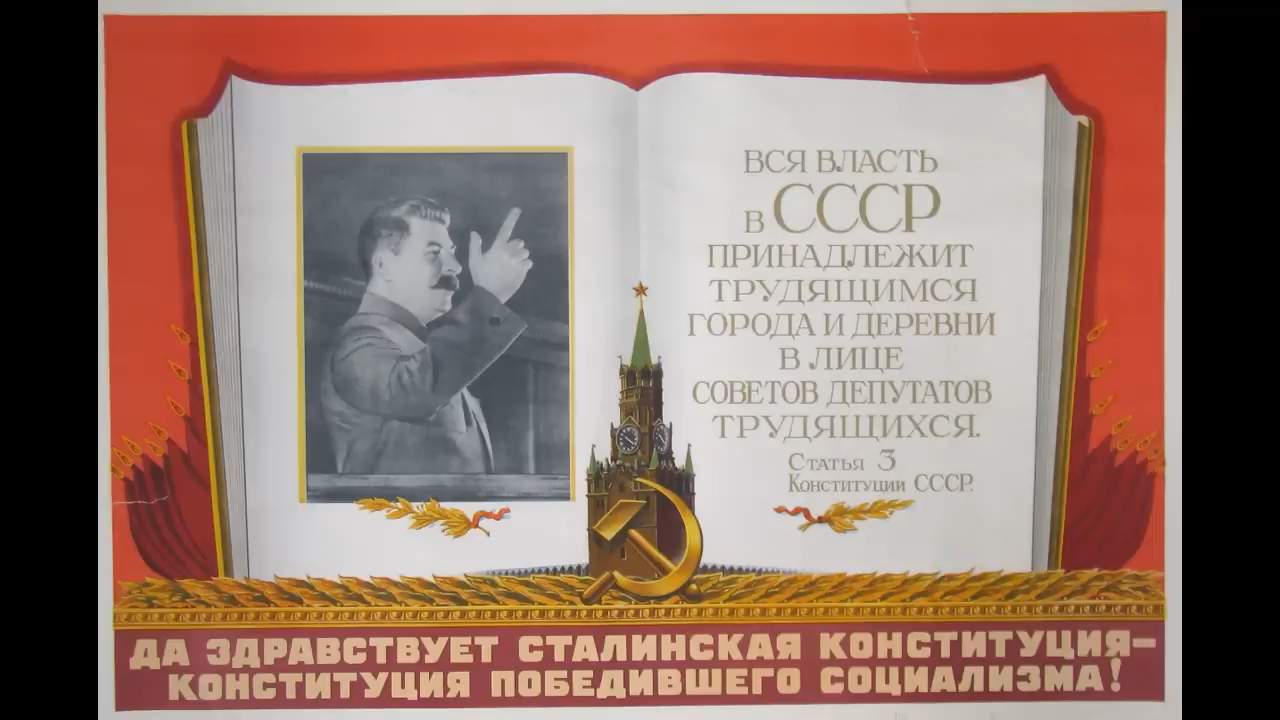 ВСЯ ВЛАСТЬ
В СССР
ПРИНАДЛЕЖИТ
ТРУДЯЩИМСЯ
ГОРОДА И ДЕРЕВНИ
В ЛИЦЕ
СОВЕТОВ ДЕПУТАТОВ
ТРУДЯЩИХСЯ.
Статья 3
Конституции СССР.
ДА ЗДРАВСТВУЕТ СТАЛИНСКАЯ КОНСТИТУЦИЯ–
КОНСТИТУЦИЯ ПОБЕДИВШЕГО СОЦИАЛИЗМА!